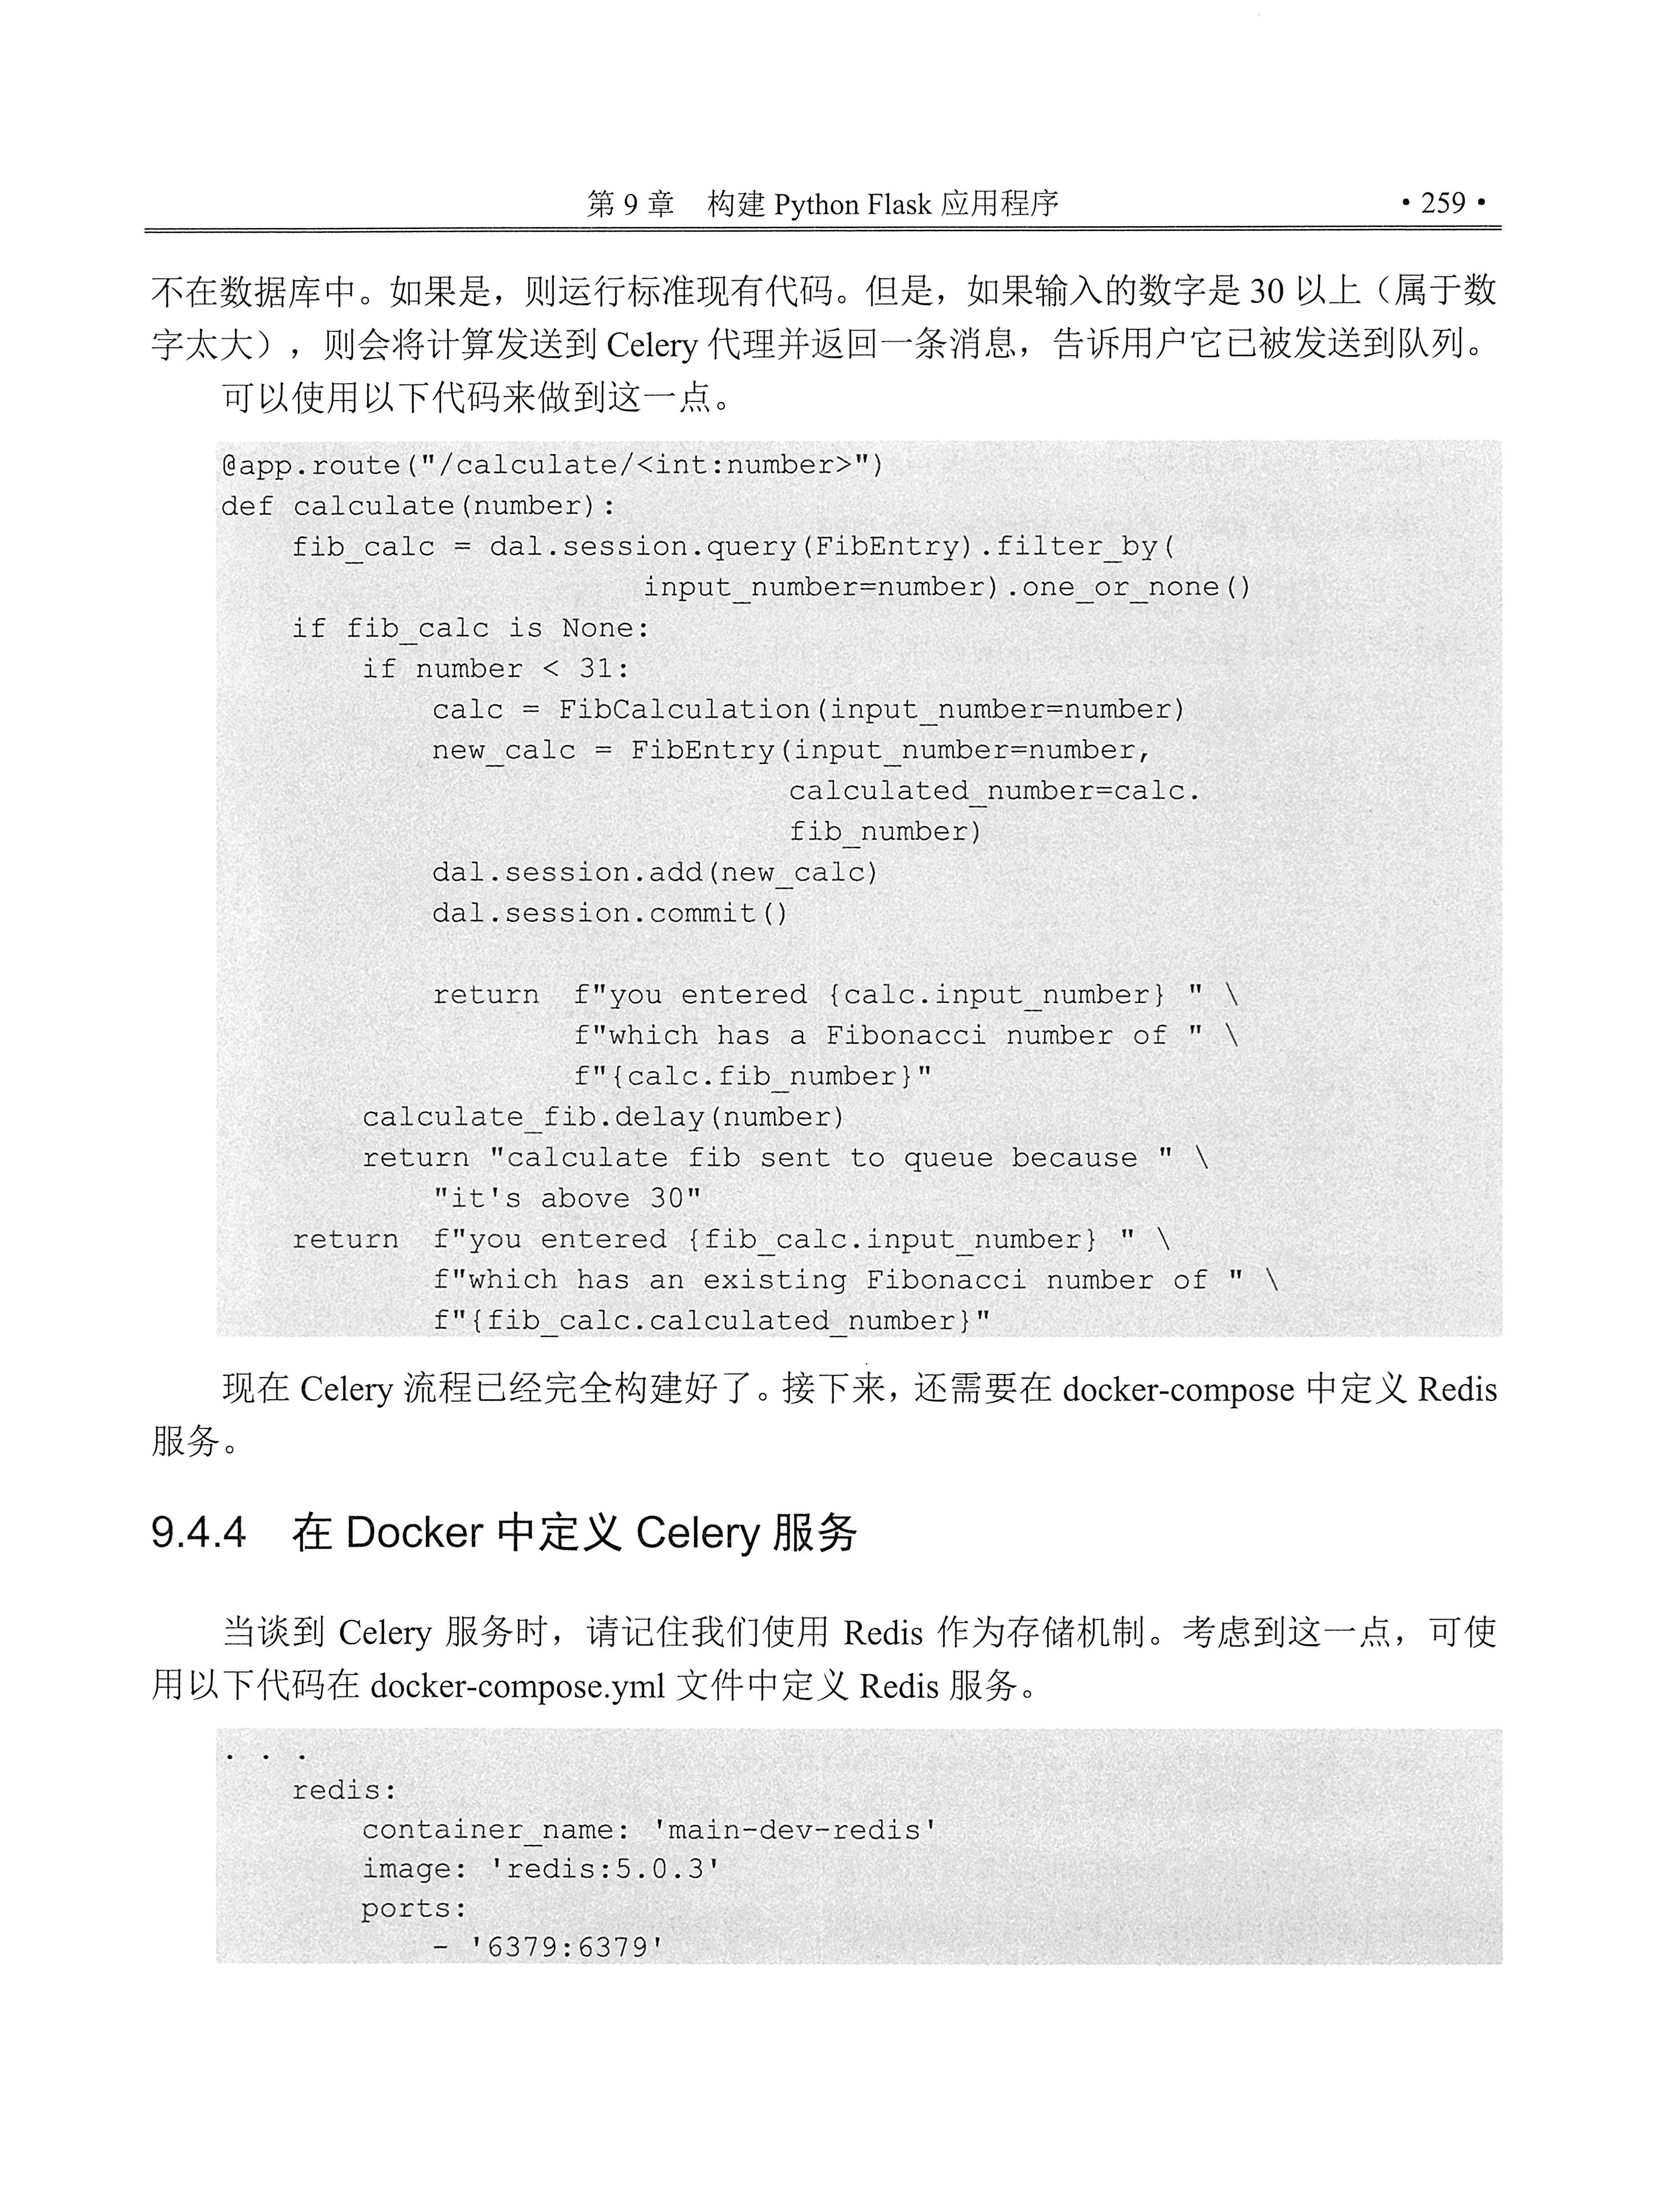 第 9 章　构建 Python Flask 应用程序　· 259 ·
不在数据库中。如果是，则运行标准现有代码。但是，如果输入的数字是 30 以上（属于数
字太大），则会将计算发送到 Celery 代理并返回一条消息，告诉用户它已被发送到队列。
可以使用以下代码来做到这一点。
@app.route("/calculate/<int:number>")
def calculate(number):
    fib_calc = dal.session.query(FibEntry).filter_by(
                        input_number=number).one_or_none()
    if fib_calc is None:
        if number < 31:
            calc = FibCalculation(input_number=number)
            new_calc = FibEntry(input_number=number,
                                calculated_number=calc.
                                fib_number)
            dal.session.add(new_calc)
            dal.session.commit()
            return  f"you entered {calc.input_number} " \
                    f"which has a Fibonacci number of " \
                    f"{calc.fib_number}"
        calculate_fib.delay(number)
        return "calculate fib sent to queue because " \
            "it's above 30"
    return  f"you entered {fib_calc.input_number} " \
            f"which has an existing Fibonacci number of " \
            f"{fib_calc.calculated_number}"
现在 Celery 流程已经完全构建好了。接下来，还需要在 docker-compose 中定义 Redis
服务。
9.4.4　在 Docker 中定义 Celery 服务
当谈到 Celery 服务时，请记住我们使用 Redis 作为存储机制。考虑到这一点，可使
用以下代码在 docker-compose.yml 文件中定义 Redis 服务。
. . .
    redis:
        container_name: 'main-dev-redis'
        image: 'redis:5.0.3'
        ports:
            - '6379:6379'